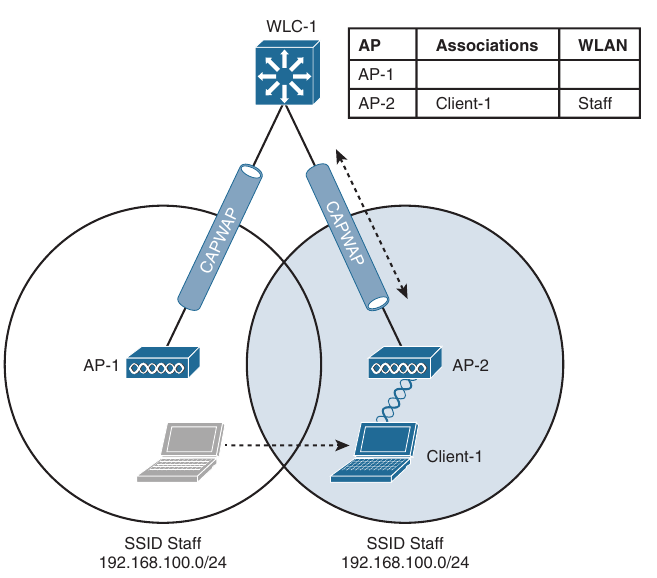 WLC-1
AP Associations WLAN
AP-1
AP-2 Client-1 Staff
CAPWAP
CAPWAP
AP-1
AP-2
Client-1
SSID Staff
192.168.100.0/24
SSID Staff
192.168.100.0/24